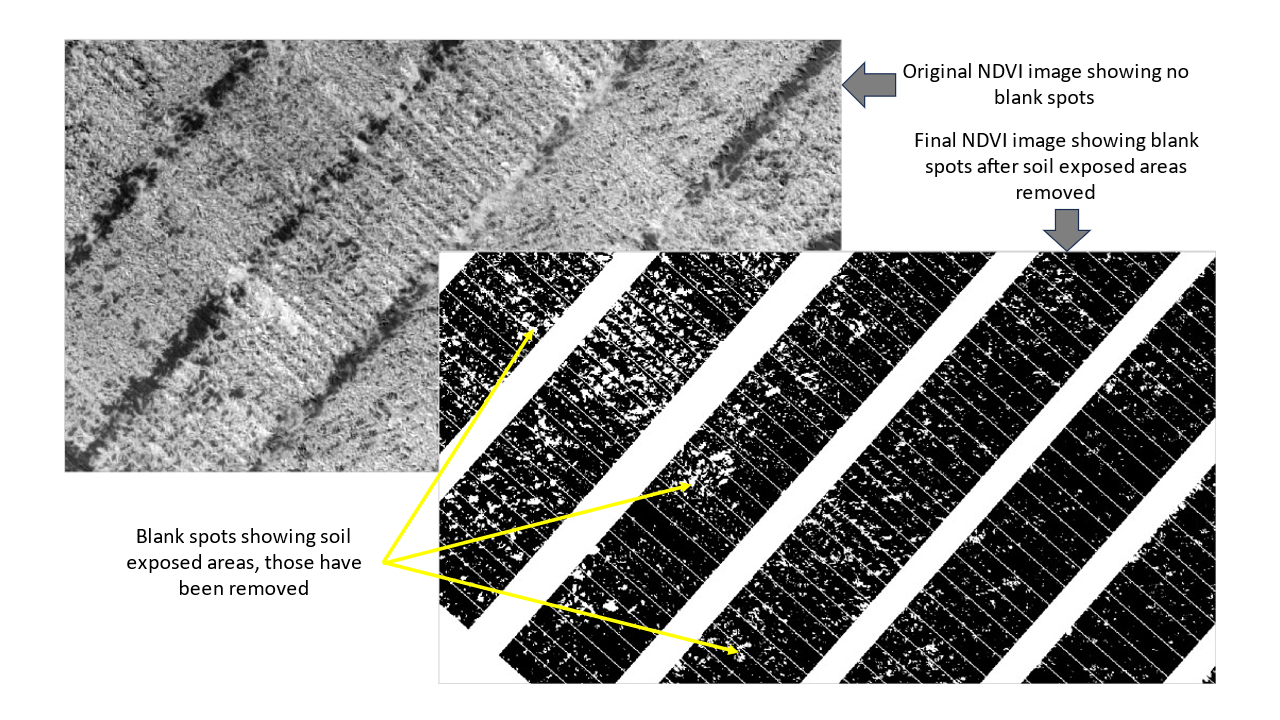 Original NDVI image showing no
blank spots
Final NDVI image showing blank
spots after soil exposed areas
removed
Blank spots showing soil
exposed areas, those have
been removed